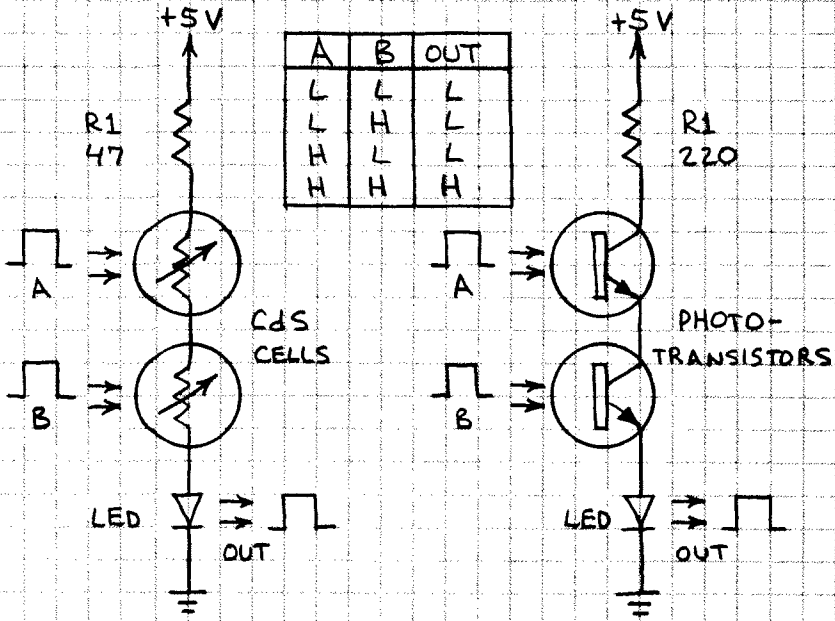 +5V
R1
47
A
B
CdS
CELLS
LED
OUT
A B OUT
L L L
L H L
H L L
H H H
+5V
R1
220
A
B
PHOTO-
TRANSISTORS
LED
OUT